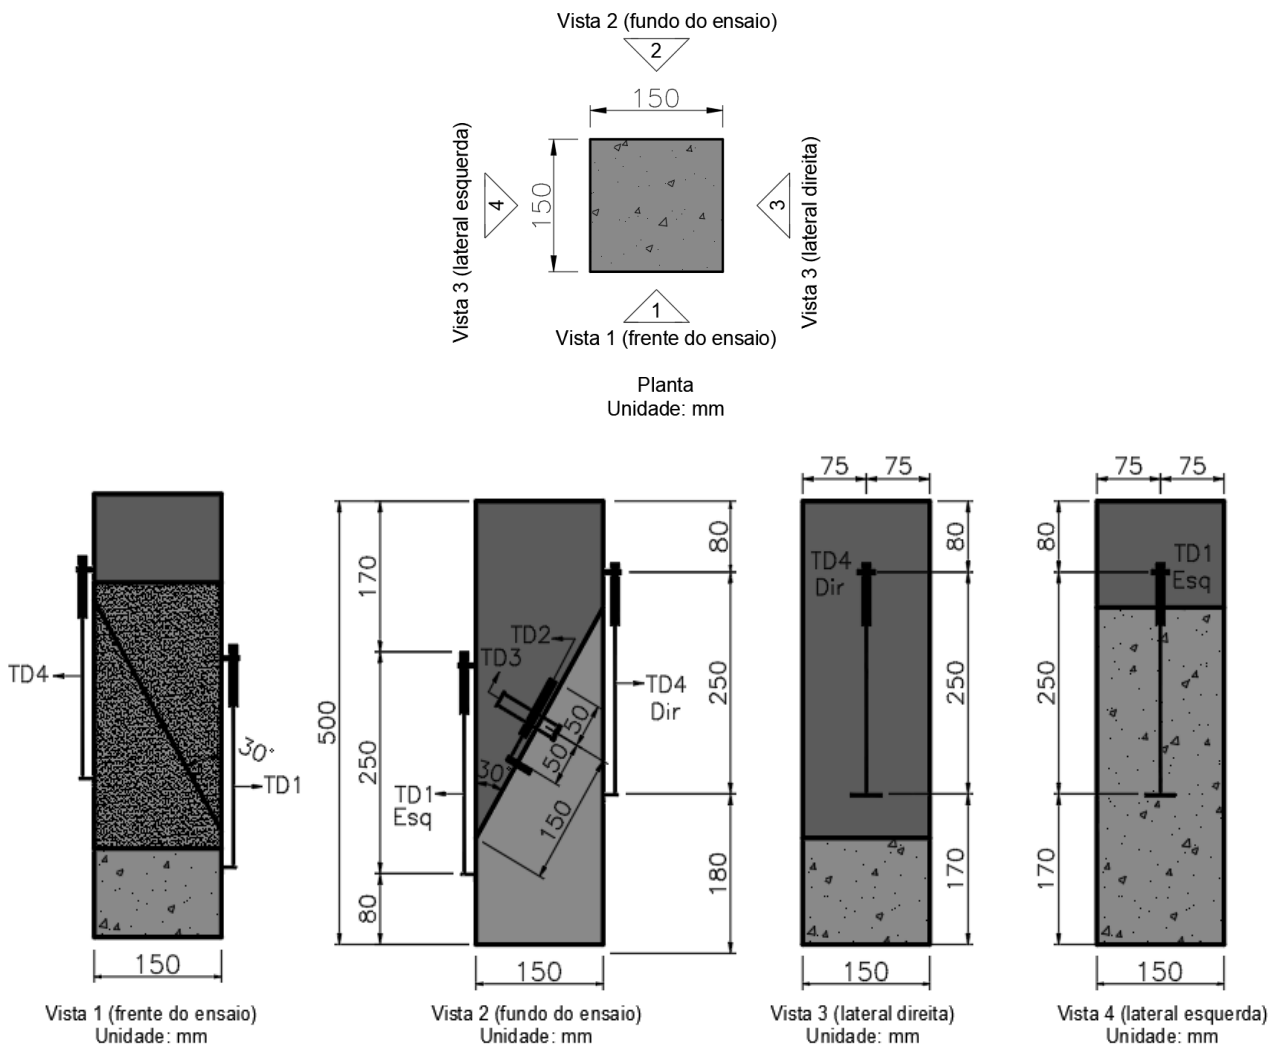 Vista 2 (fundo do ensaio)
2
150
Vista 3 (lateral esquerda)
4
150
3
Vista 3 (lateral direita)
1
Vista 1 (frente do ensaio)
Planta
Unidade: mm
TD4
30°
TD1
150
Vista 1 (frente do ensaio)
Unidade: mm
500
170
250
80
TD1
Esq
TD2
TD3
30°
50
50
150
TD4
Dir
80
250
180
150
Vista 2 (fundo do ensaio)
Unidade: mm
75 75
TD4
Dir
80
250
170
150
Vista 3 (lateral direita)
Unidade: mm
75 75
80
250
170
TD1
Esq
150
Vista 4 (lateral esquerda)
Unidade: mm